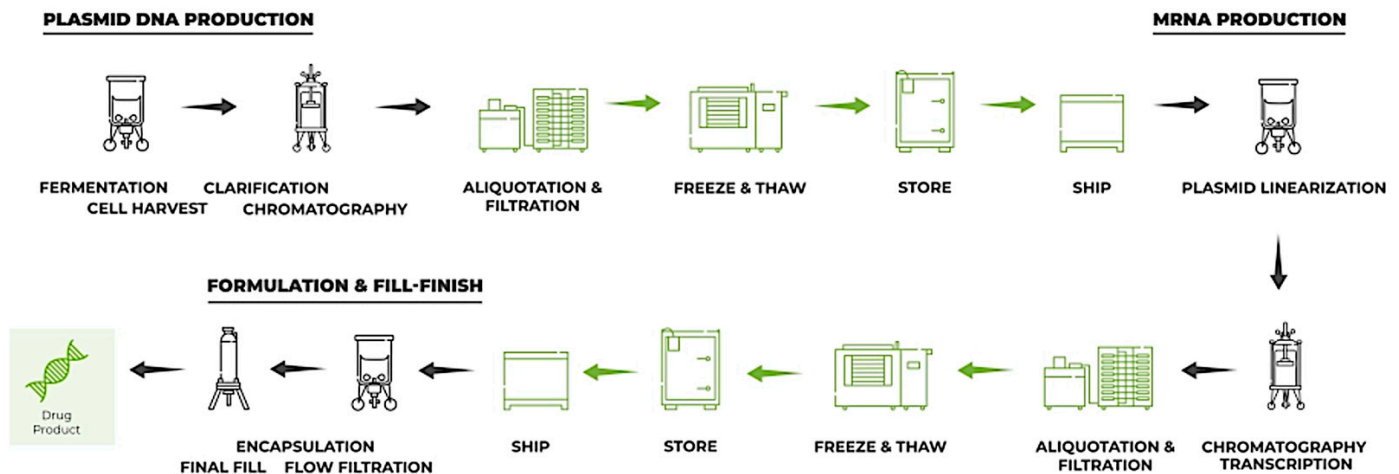 PLASMID DNA PRODUCTION
MRNA PRODUCTION
FERMENTATION
CELL HARVEST
CLARIFICATION
CHROMATOGRAPHY
ALIQUOTATION &
FILTRATION
FREEZE & THAW
STORE
SHIP
PLASMID LINEARIZATION
FORMULATION & FILL-FINISH
Drug
Product
ENCAPSULATION
FINAL FILL
FLOW FILTRATION
SHIP
STORE
FREEZE & THAW
ALIQUOTATION &
FILTRATION
CHROMATOGRAPHY
TRANSCRIPTION